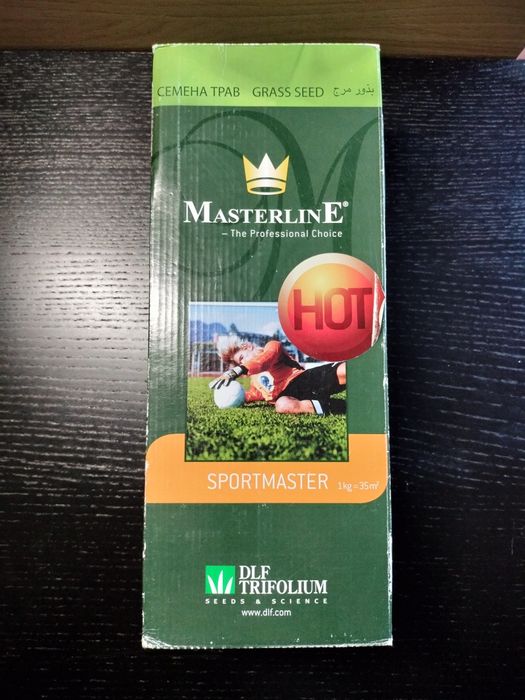 СЕМЕНА ТРАВ GRASS SEED بذور مرج
MASTERLINE®
– The Professional Choice
HOT
SPORTMASTER 1kg=35m²
DLF
TRIFOLIUM
SEEDS & SCIENCE
www.dlf.com